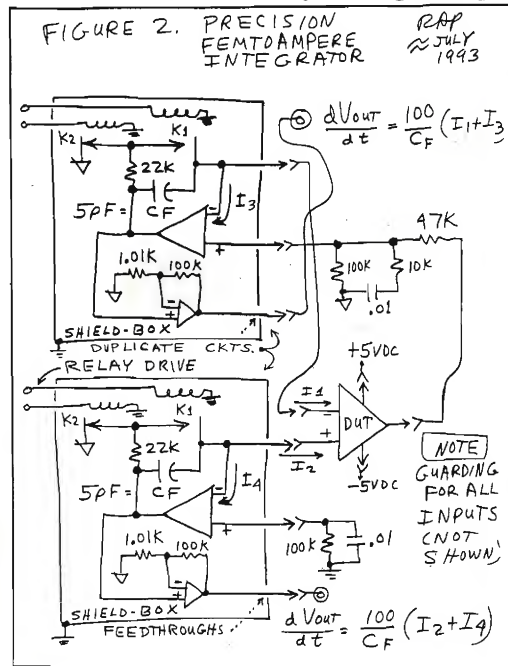 FIGURE 2. PRECISION
FEMTOAMPERE
INTEGRATOR
RAP
≈ JULY
1993
K2
K1
22K
5pF =
CF
I3
-
+
1.01K
100K
-
+
SHIELD-BOX
DUPLICATE CKTS.
dVout/dt = 100/CF (I1+I3)
47K
100K
10K
.01
RELAY DRIVE
K2
K1
22K
5pF =
CF
I4
-
+
1.01K
100K
-
+
SHIELD-BOX
FEEDTHROUGHS
I1
I2
-
+
DUT
+5VDC
-5VDC
100K
.01
NOTE
GUARDING
FOR ALL
INPUTS
(NOT
SHOWN)
dVout/dt = 100/CF (I2+I4)